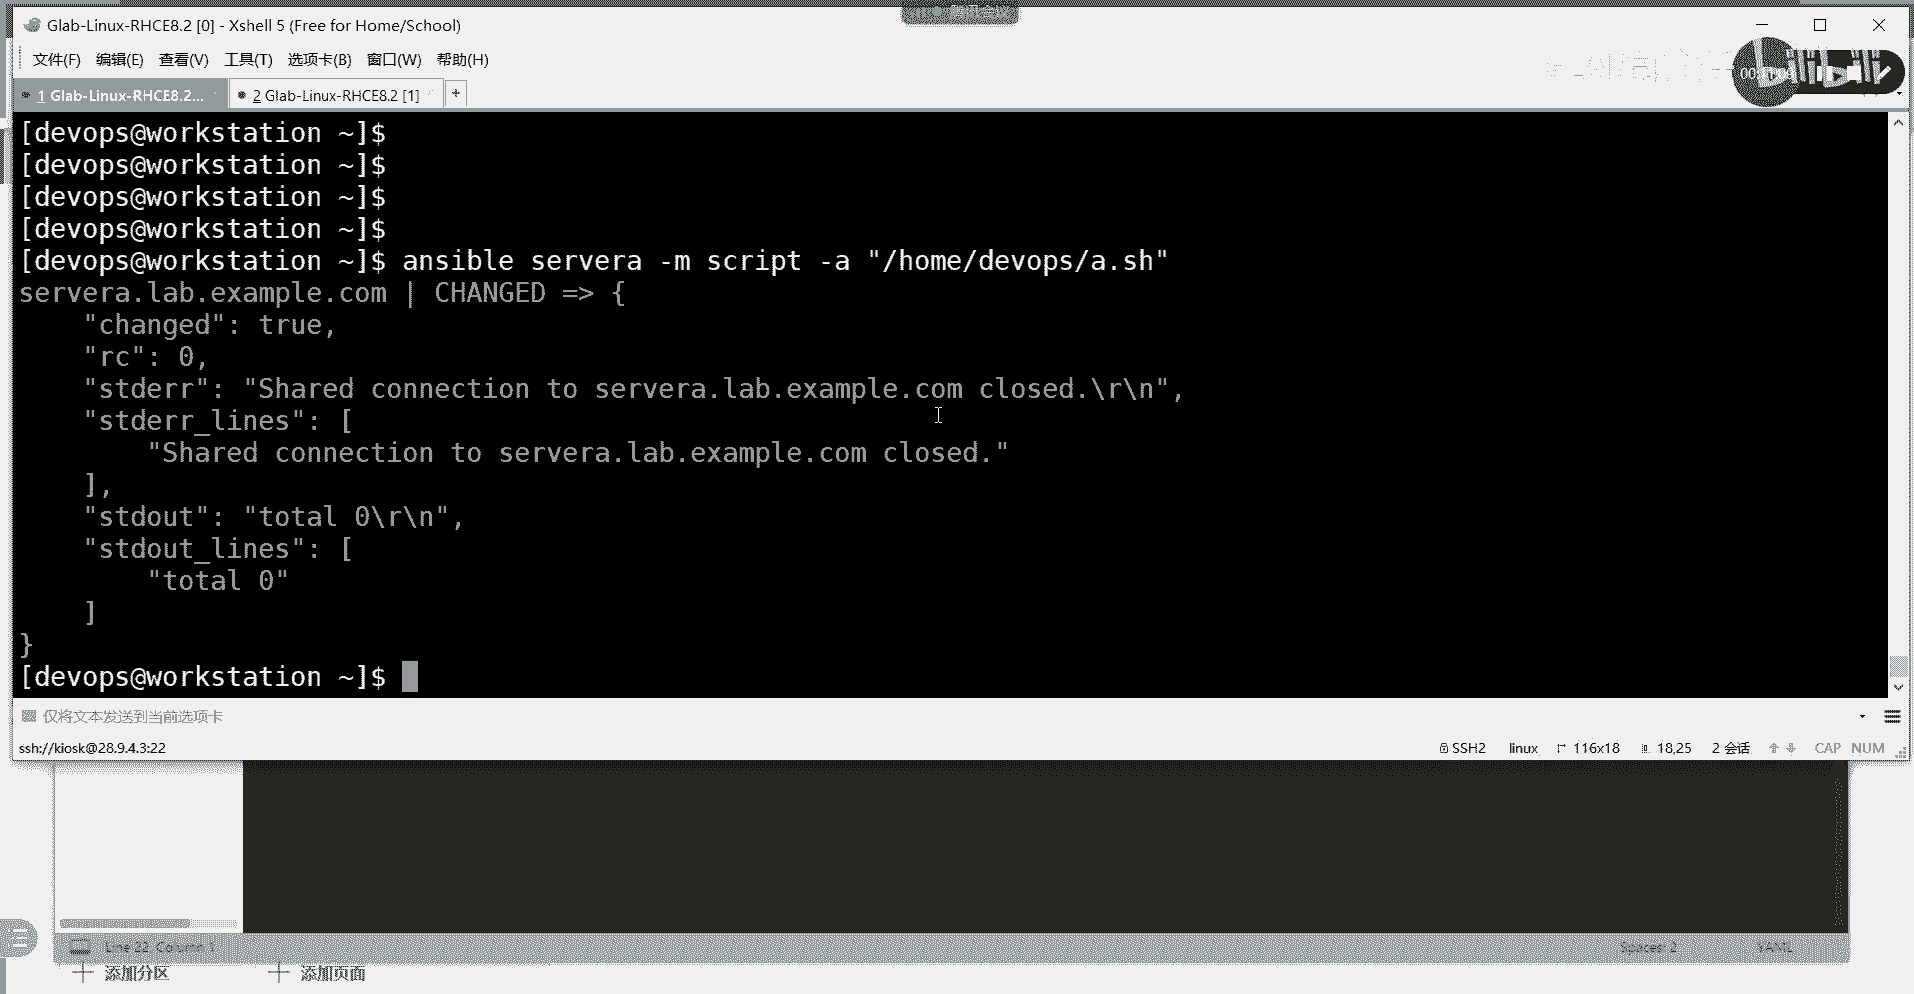 Glab-Linux-RHCE8.2 [0] - Xshell 5 (Free for Home/School)
文件(F) 编辑(E) 查看(V) 工具(T) 选项卡(B) 窗口(W) 帮助(H)
1 Glab-Linux-RHCE8.2... 2 Glab-Linux-RHCE8.2 [1] +
[devops@workstation ~]$
[devops@workstation ~]$
[devops@workstation ~]$
[devops@workstation ~]$
[devops@workstation ~]$ ansible servera -m script -a "/home/devops/a.sh"
servera.lab.example.com | CHANGED => {
    "changed": true,
    "rc": 0,
    "stderr": "Shared connection to servera.lab.example.com closed.\r\n",
    "stderr_lines": [
        "Shared connection to servera.lab.example.com closed."
    ],
    "stdout": "total 0\r\n",
    "stdout_lines": [
        "total 0"
    ]
}
[devops@workstation ~]$
仅将文本发送到当前选项卡
ssh://kiosk@28.9.4.3:22 SSH2 linux 116x18 18,25 2 会话 CAP NUM
Line 22, Column 1 Spaces: 2 YAML
添加分区 添加页面